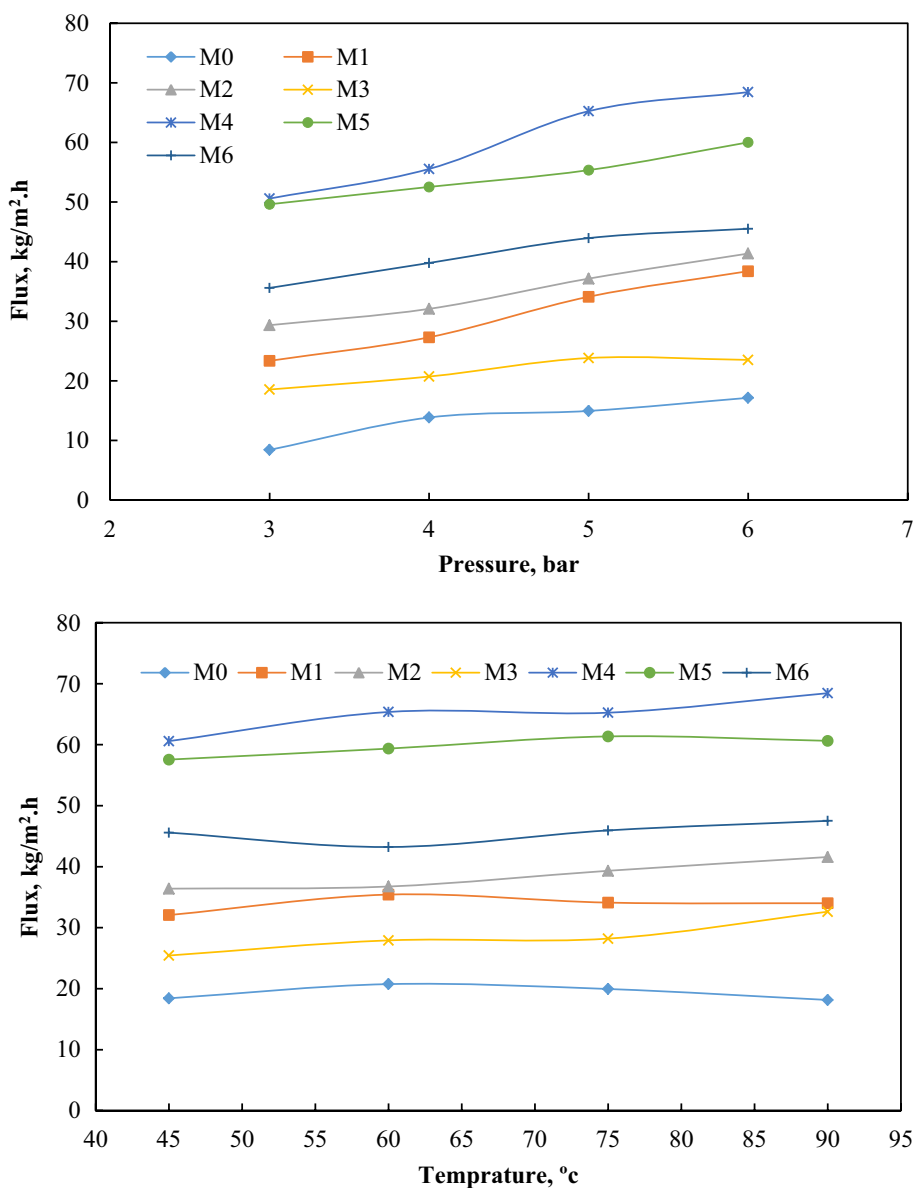 80
70
60
50
40
30
20
10
0
Flux, kg/m².h
M0 M1
M2 M3
M4 M5
M6
2 3 4 5 6 7
Pressure, bar
80
70
60
50
40
30
20
10
0
Flux, kg/m².h
M0 M1 M2 M3 M4 M5 M6
40 45 50 55 60 65 70 75 80 85 90 95
Temprature, ºc